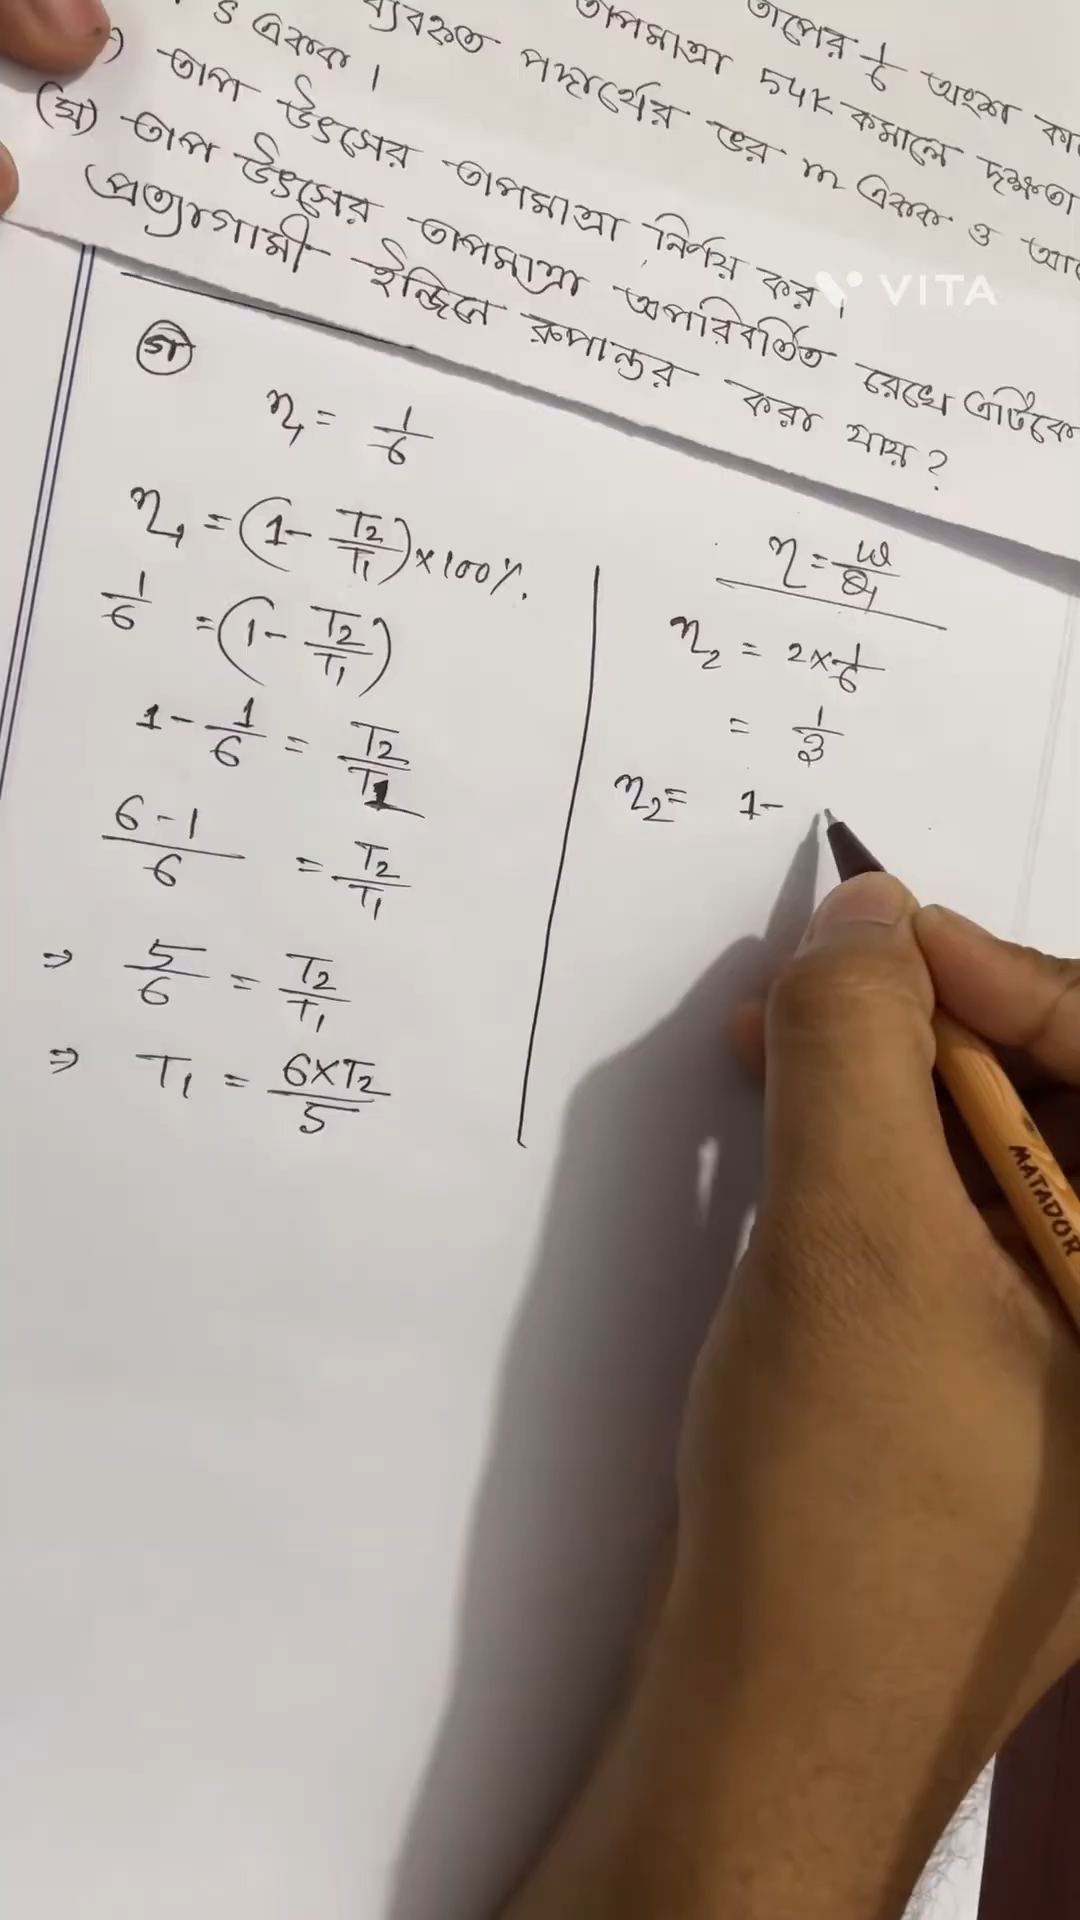 তাপের 1/6 অংশ
তাপমাত্রা 54K কমালে দক্ষতা
ব্যবহৃত পদার্থের ভর m একক ও
s একক।
তাপ উৎসের তাপমাত্রা নির্ণয় কর।
(ঘ) তাপ উৎসের তাপমাত্রা অপরিবর্তিত রেখে এটিকে
প্রত্যাগামী ইঞ্জিনে রুপান্তর করা যায়?
VITA
গ
η₁ = 1/6
η₁ = (1 - T₂/T₁) × 100%.
1/6 = (1 - T₂/T₁)
1 - 1/6 = T₂/T₁
6 - 1/6 = T₂/T₁
⇒ 5/6 = T₂/T₁
⇒ T₁ = 6×T₂/5
η = W/Q₁
η₂ = 2×1/6
= 1/3
η₂ = 1-
MATADOR